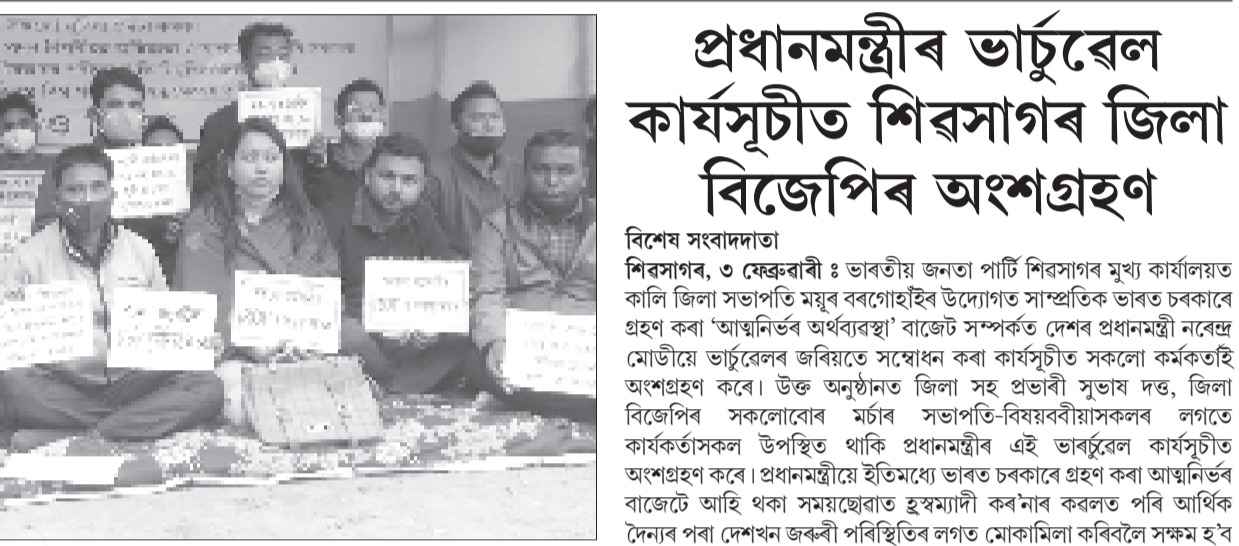 প্ৰধানমন্ত্ৰীৰ ভাৰ্চুৱেল
কাৰ্যসূচীত শিৱসাগৰ জিলা
বিজেপিৰ অংশগ্ৰহণ
বিশেষ সংবাদদাতা
শিৱসাগৰ, ৩ ফেব্ৰুৱাৰী ঃ ভাৰতীয় জনতা পাৰ্টি শিৱসাগৰ মুখ্য কাৰ্যালয়ত
কালি জিলা সভাপতি ময়ূৰ বৰগোহাঁইৰ উদ্যোগত সাম্প্ৰতিক ভাৰত চৰকাৰে
গ্ৰহণ কৰা ‘আত্মনিৰ্ভৰ অৰ্থব্যৱস্থা’ বাজেট সম্পৰ্কত দেশৰ প্ৰধানমন্ত্ৰী নৰেন্দ্ৰ
মোডীয়ে ভাৰ্চুৱেলৰ জৰিয়তে সম্বোধন কৰা কাৰ্যসূচীত সকলো কৰ্মকৰ্তাই
অংশগ্ৰহণ কৰে। উক্ত অনুষ্ঠানত জিলা সহ প্ৰভাৰী সুভাষ দত্ত, জিলা
বিজেপিৰ সকলোবোৰ মৰ্চাৰ সভাপতি-বিষয়ববীয়াসকলৰ লগতে
কাৰ্যকৰ্তাসকল উপস্থিত থাকি প্ৰধানমন্ত্ৰীৰ এই ভাৰ্চুৱেল কাৰ্যসূচীত
অংশগ্ৰহণ কৰে। প্ৰধানমন্ত্ৰীয়ে ইতিমধ্যে ভাৰত চৰকাৰে গ্ৰহণ কৰা আত্মনিৰ্ভৰ
বাজেটে আহি থকা সময়ছোৱাত হ্ৰস্বম্যাদী কৰ'নাৰ কৱলত পৰি আৰ্থিক
দৈন্যৰ পৰা দেশখন জৰুৰী পৰিস্থিতিৰ লগত মোকামিলা কৰিবলৈ সক্ষম হ'ব